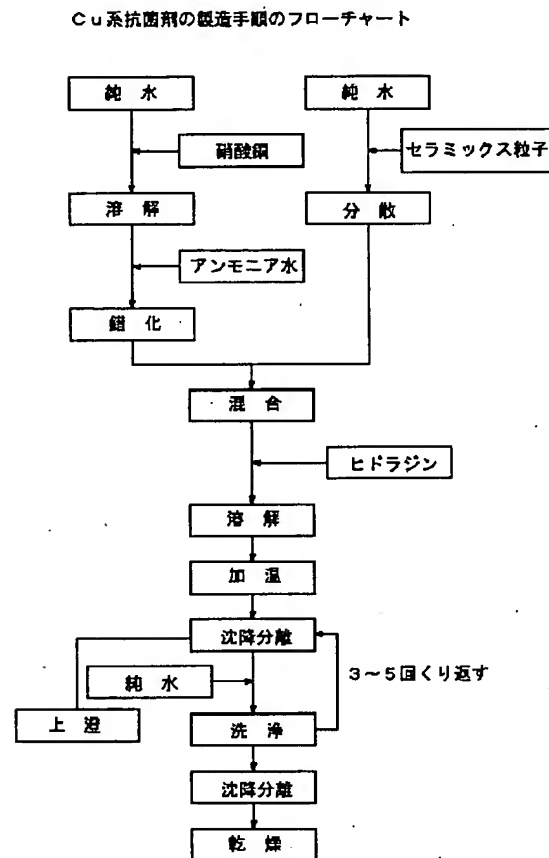 Cu系抗菌剤の製造手順のフローチャート
純水
純水
硝酸銅
セラミックス粒子
溶解
分散
アンモニア水
錯化
混合
ヒドラジン
溶解
加温
沈降分離
3～5回くり返す
純水
上澄
洗浄
沈降分離
乾燥